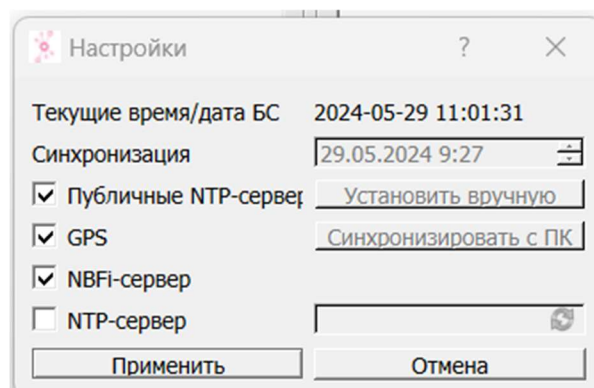 Настройки ?
Текущие время/дата БС 2024-05-29 11:01:31
Синхронизация 29.05.2024 9:27
Публичные NTP-сервер Установить вручную
GPS Синхронизировать с ПК
NBFi-сервер
NTP-сервер
Применить Отмена